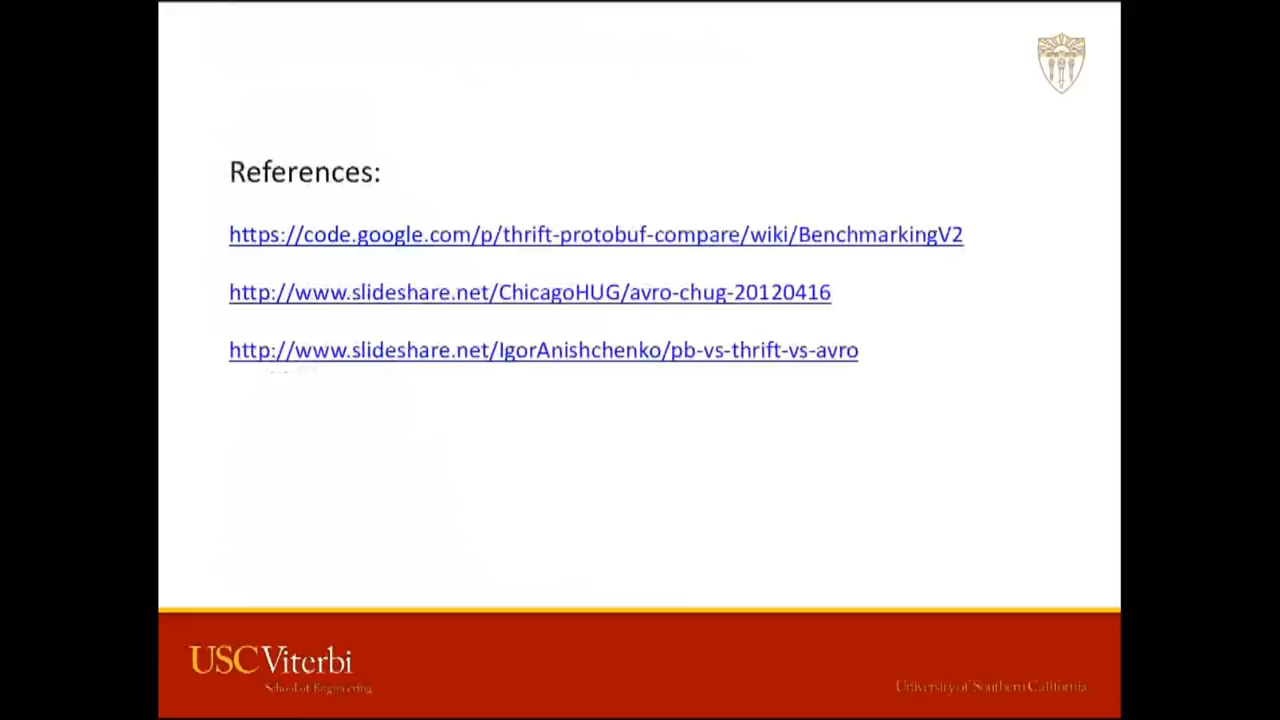 References:
https://code.google.com/p/thrift-protobuf-compare/wiki/BenchmarkingV2
http://www.slideshare.net/ChicagoHUG/avro-chug-20120416
http://www.slideshare.net/IgorAnishchenko/pb-vs-thrift-vs-avro
USC Viterbi
School of Engineering
University of Southern California